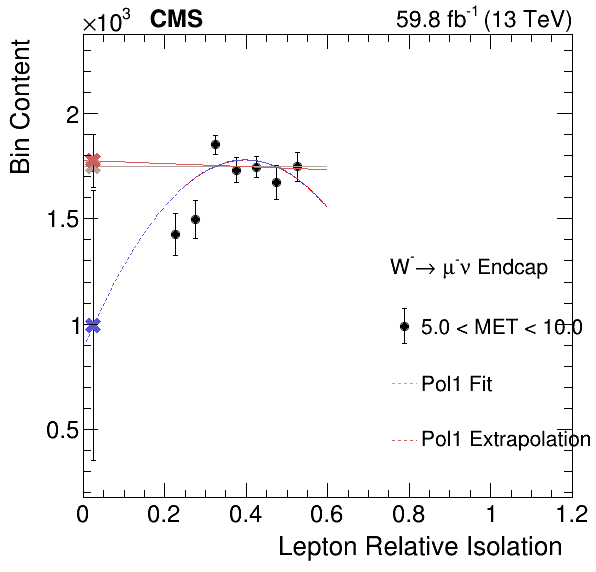 ×10³ CMS 59.8 fb⁻¹ (13 TeV)
Bin Content
2
1.5
1
0.5
W⁻→ μ⁻ν Endcap
5.0 < MET < 10.0
Pol1 Fit
Pol1 Extrapolation
0 0.2 0.4 0.6 0.8 1 1.2
Lepton Relative Isolation